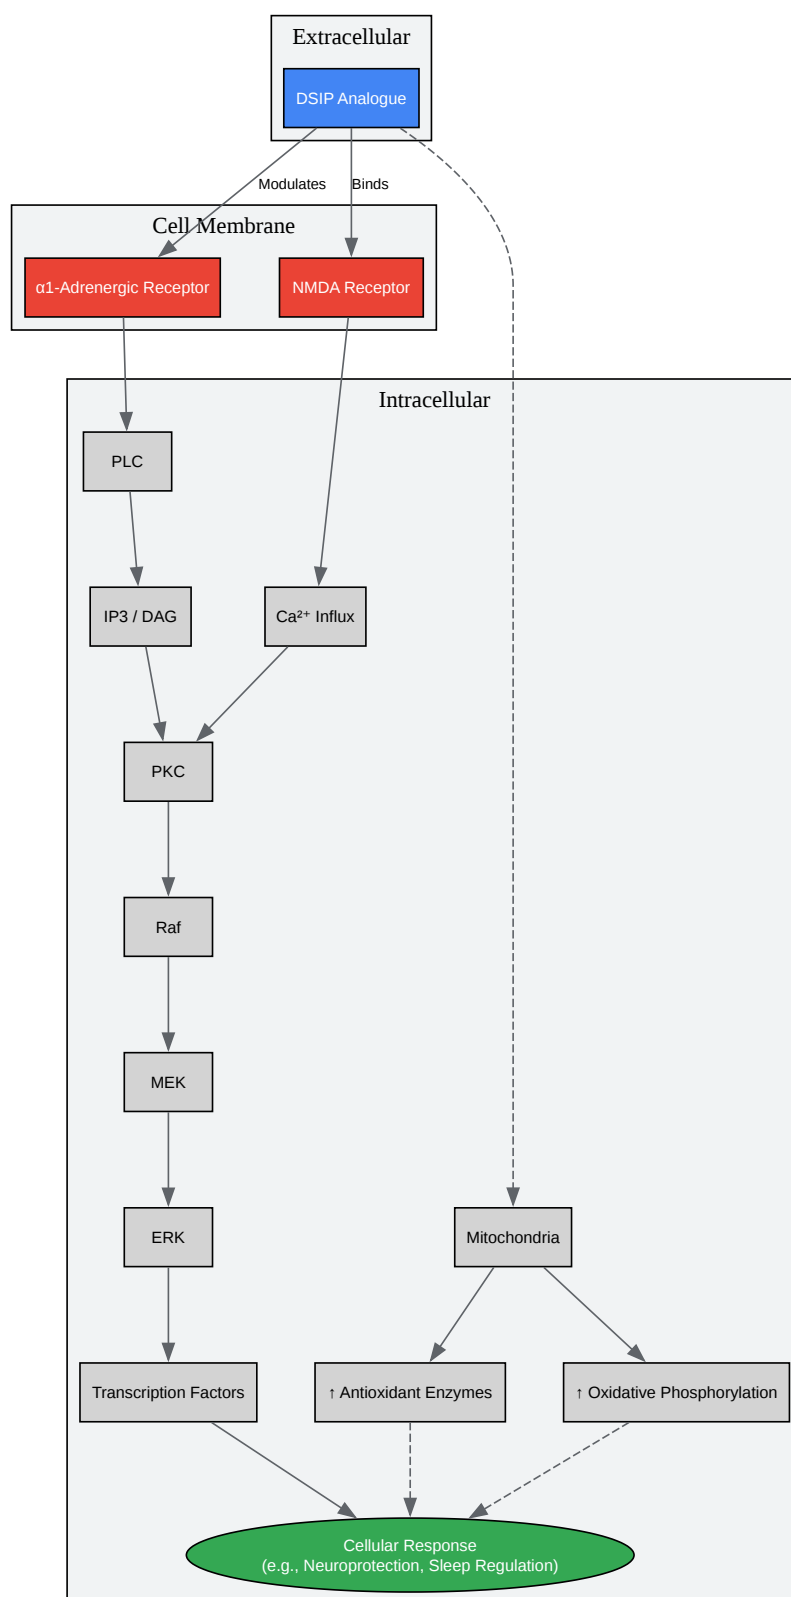 Extracellular
DSIP Analogue
Modulates
Binds
Cell Membrane
α1-Adrenergic Receptor
NMDA Receptor
Intracellular
PLC
IP3 / DAG
Ca²⁺ Influx
PKC
Raf
MEK
ERK
Mitochondria
Transcription Factors
↑ Antioxidant Enzymes
↑ Oxidative Phosphorylation
Cellular Response
(e.g., Neuroprotection, Sleep Regulation)